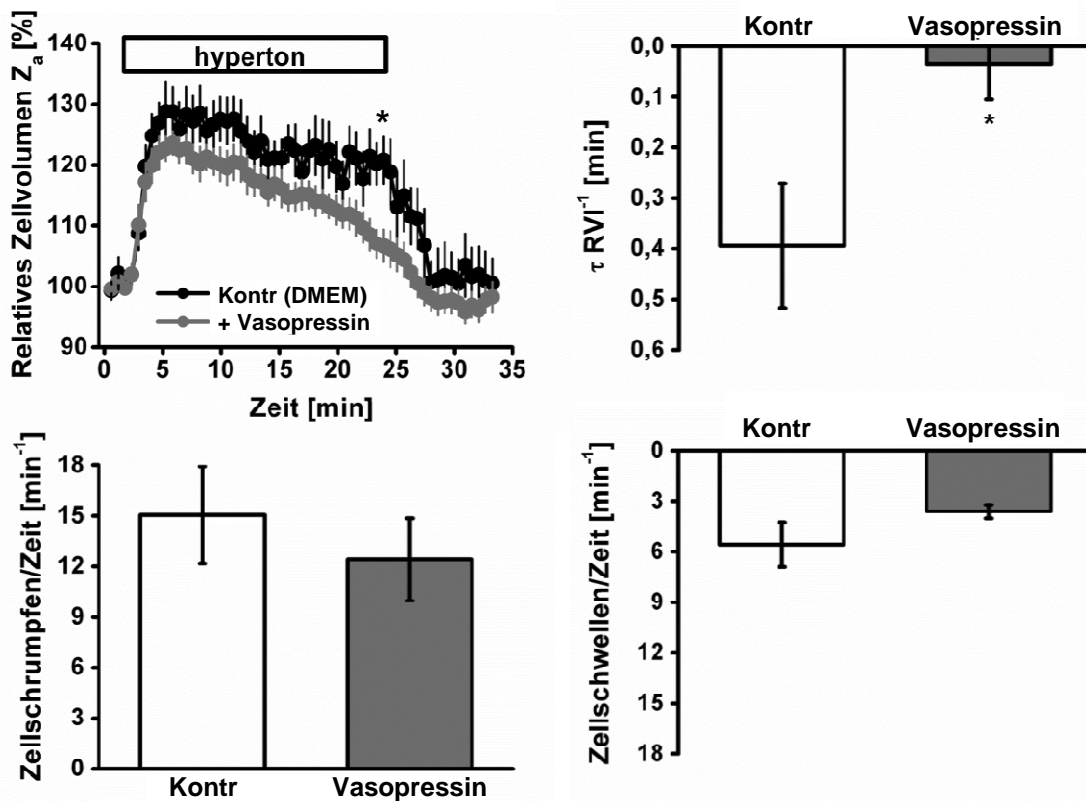 Relatives Zellvolumen Z_a [%]
140
130
120
110
100
90
hyperton
*
Kontr (DMEM)
+ Vasopressin
0
5
10
15
20
25
30
35
Zeit [min]
Kontr
Vasopressin
τ RVI⁻¹ [min]
0,0
0,1
0,2
0,3
0,4
0,5
0,6
*
Zellschrumpfen/Zeit [min⁻¹]
18
15
12
9
6
3
0
Kontr
Vasopressin
Kontr
Vasopressin
Zellschwellen/Zeit [min⁻¹]
0
3
6
9
12
15
18